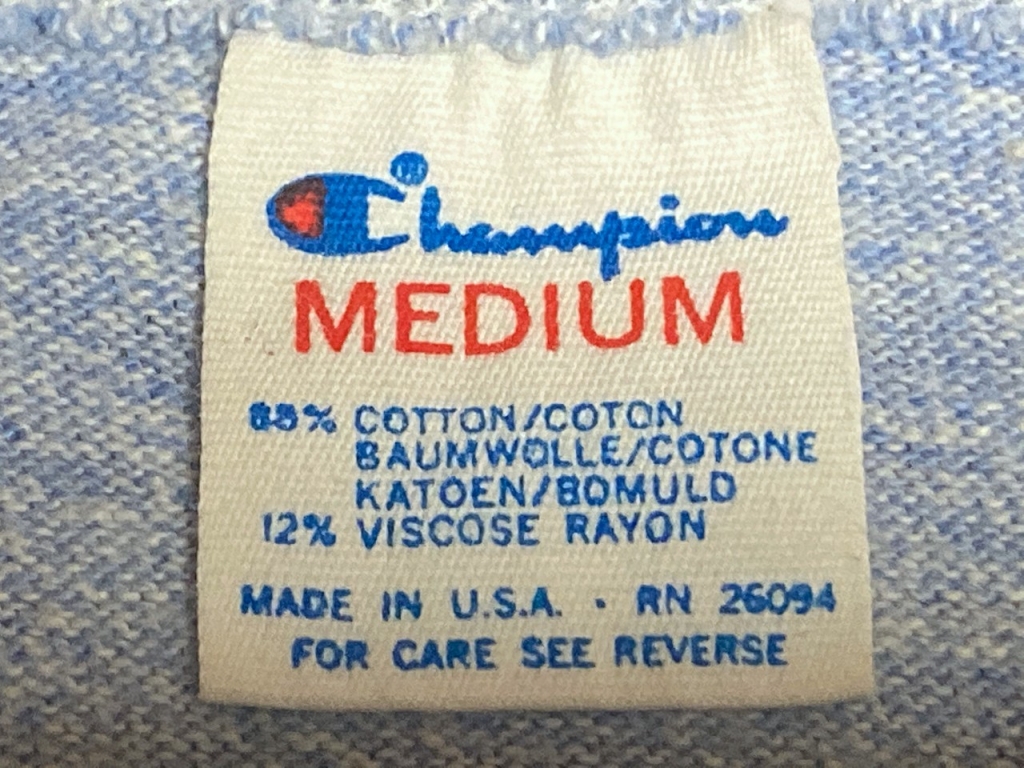 Champion®
MEDIUM
88% COTTON/COTON
BAUMWOLLE/COTONE
KATOEN/BOMULD
12% VISCOSE RAYON
MADE IN U.S.A. · RN 26094
FOR CARE SEE REVERSE